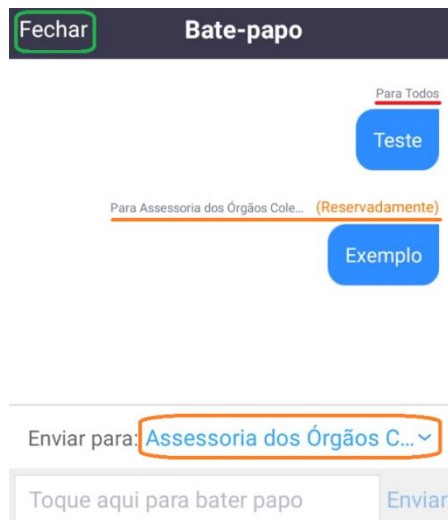 Fechar Bate-papo
Para Todos
Teste
Para Assessoria dos Órgãos Cole... (Reservadamente)
Exemplo
Enviar para: Assessoria dos Órgãos C...
Toque aqui para bater papo Enviar